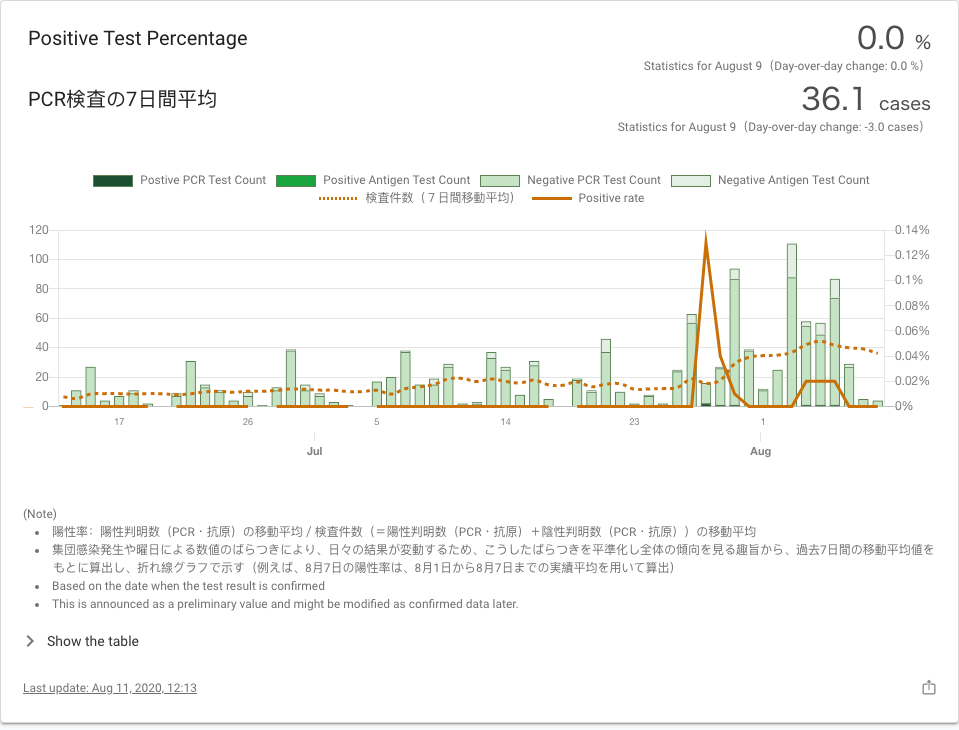 Positive Test Percentage
0.0 %
Statistics for August 9（Day-over-day change: 0.0 %）
PCR検査の7日間平均
36.1 cases
Statistics for August 9（Day-over-day change: -3.0 cases）
Postive PCR Test Count Positive Antigen Test Count Negative PCR Test Count Negative Antigen Test Count
検査件数（７日間移動平均） Positive rate
120 0.14%
100 0.12%
80 0.1%
60 0.08%
40 0.06%
20 0.04%
0 0.02%
0%
17 26 5 14 23 1
Jul Aug
(Note)
陽性率：陽性判明数（PCR・抗原）の移動平均 / 検査件数（＝陽性判明数（PCR・抗原）＋陰性判明数（PCR・抗原））の移動平均
集団感染発生や曜日による数値のばらつきにより、日々の結果が変動するため、こうしたばらつきを平準化し全体の傾向を見る趣旨から、過去7日間の移動平均値を
もとに算出し、折れ線グラフで示す（例えば、8月7日の陽性率は、8月1日から8月7日までの実績平均を用いて算出）
Based on the date when the test result is confirmed
This is announced as a preliminary value and might be modified as confirmed data later.
Show the table
Last update: Aug 11, 2020, 12:13